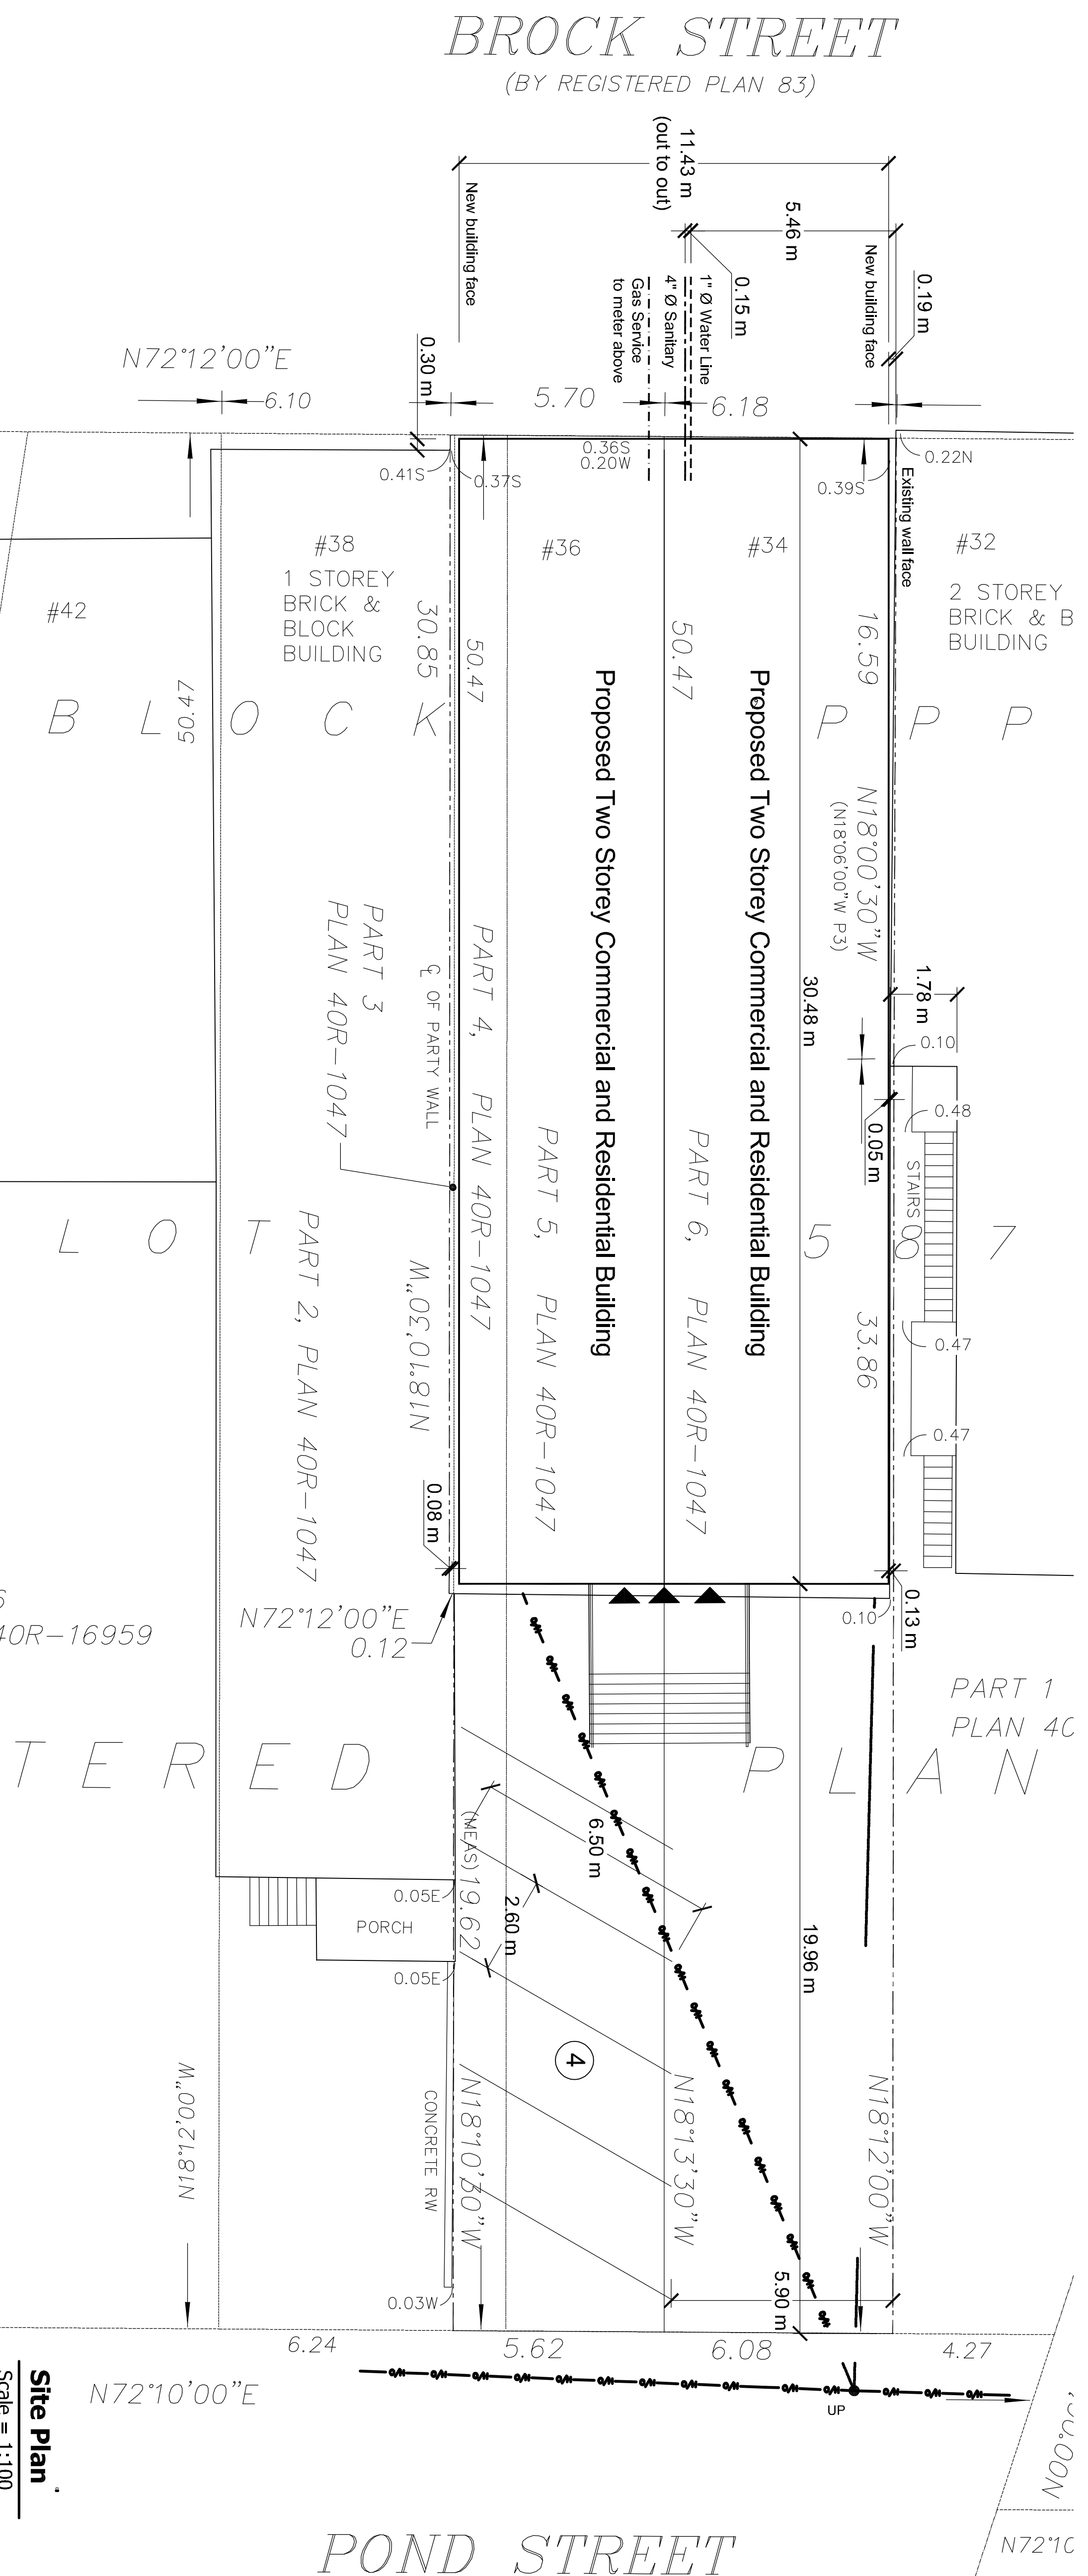 BROCK STREET
(BY REGISTERED PLAN 83)
11.43 m
(out to out)
5.46 m
New building face
New building face
0.19 m
0.15 m
1" Ø Water Line
4" Ø Sanitary
Gas Service
to meter above
N72°12'00"E
0.30 m
6.10
5.70
6.18
0.36S
0.20W
0.41S
0.37S
0.39S
0.22N
Existing wall face
#42
#38
1 STOREY
BRICK &
BLOCK
BUILDING
#36
#34
#32
2 STOREY
BRICK & B
BUILDING
30.85
50.47
50.47
16.59
50.47
BLOCK PPP
Proposed Two Storey Commercial and Residential Building
Proposed Two Storey Commercial and Residential Building
N18°00'30"W
(N18°06'00"W P3)
30.48 m
1.78 m
0.10
0.05 m
0.48
STAIRS
PART 3
PLAN 40R-1047
℄ OF PARTY WALL
PART 4, PLAN 40R-1047
PART 5, PLAN 40R-1047
PART 6, PLAN 40R-1047
PART 2, PLAN 40R-1047
LOT 5 6 7
N18°10'30"W
33.86
0.47
0.47
0.08 m
0.13 m
0.10
N72°12'00"E
0.12
40R-16959
PART 1
PLAN 40
TERED PLAN
6.50 m
2.60 m
(MEAS)19.62
19.96 m
0.05E
PORCH
0.05E
4
CONCRETE RW
N18°12'00"W
N18°10'30"W
N18°13'30"W
N18°12'00"W
0.03W
5.90 m
6.24
5.62
6.08
4.27
N72°10'00"E
UP
Site Plan
Scale = 1:100
POND STREET
N72°10